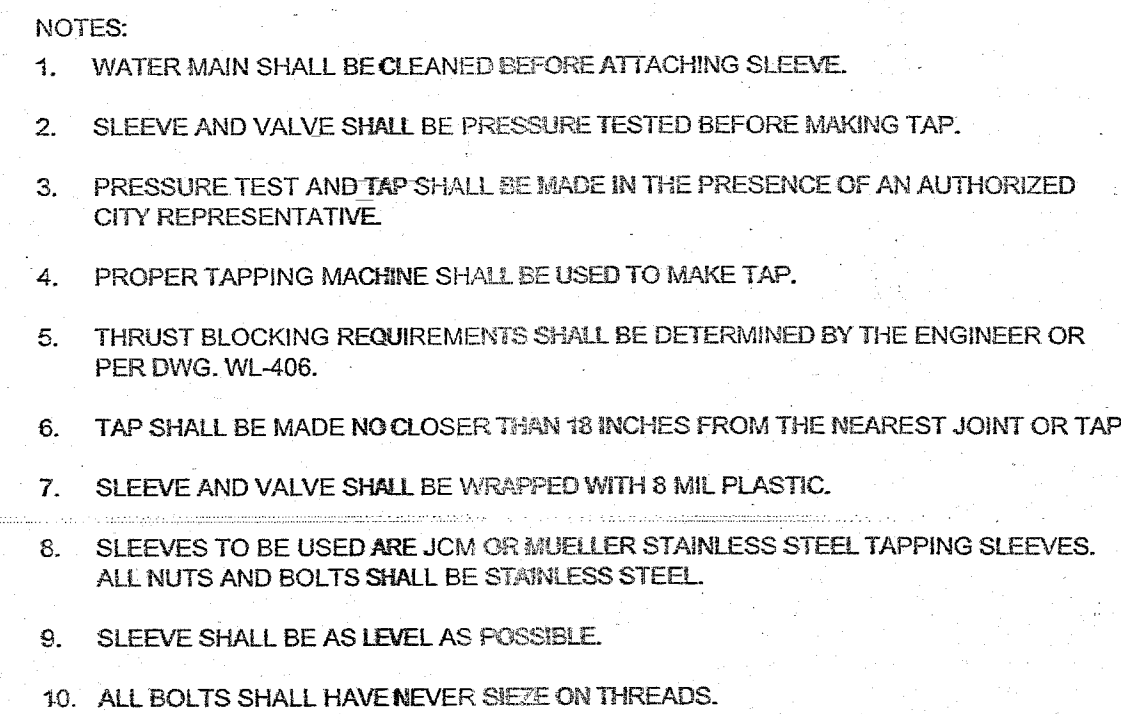 NOTES:
1. WATER MAIN SHALL BE CLEANED BEFORE ATTACHING SLEEVE.
2. SLEEVE AND VALVE SHALL BE PRESSURE TESTED BEFORE MAKING TAP.
3. PRESSURE TEST AND TAP SHALL BE MADE IN THE PRESENCE OF AN AUTHORIZED
CITY REPRESENTATIVE.
4. PROPER TAPPING MACHINE SHALL BE USED TO MAKE TAP.
5. THRUST BLOCKING REQUIREMENTS SHALL BE DETERMINED BY THE ENGINEER OR
PER DWG. WL-406.
6. TAP SHALL BE MADE NO CLOSER THAN 18 INCHES FROM THE NEAREST JOINT OR TAP
7. SLEEVE AND VALVE SHALL BE WRAPPED WITH 8 MIL PLASTIC.
8. SLEEVES TO BE USED ARE JCM OR MUELLER STAINLESS STEEL TAPPING SLEEVES.
ALL NUTS AND BOLTS SHALL BE STAINLESS STEEL.
9. SLEEVE SHALL BE AS LEVEL AS POSSIBLE.
10. ALL BOLTS SHALL HAVE NEVER SIEZE ON THREADS.